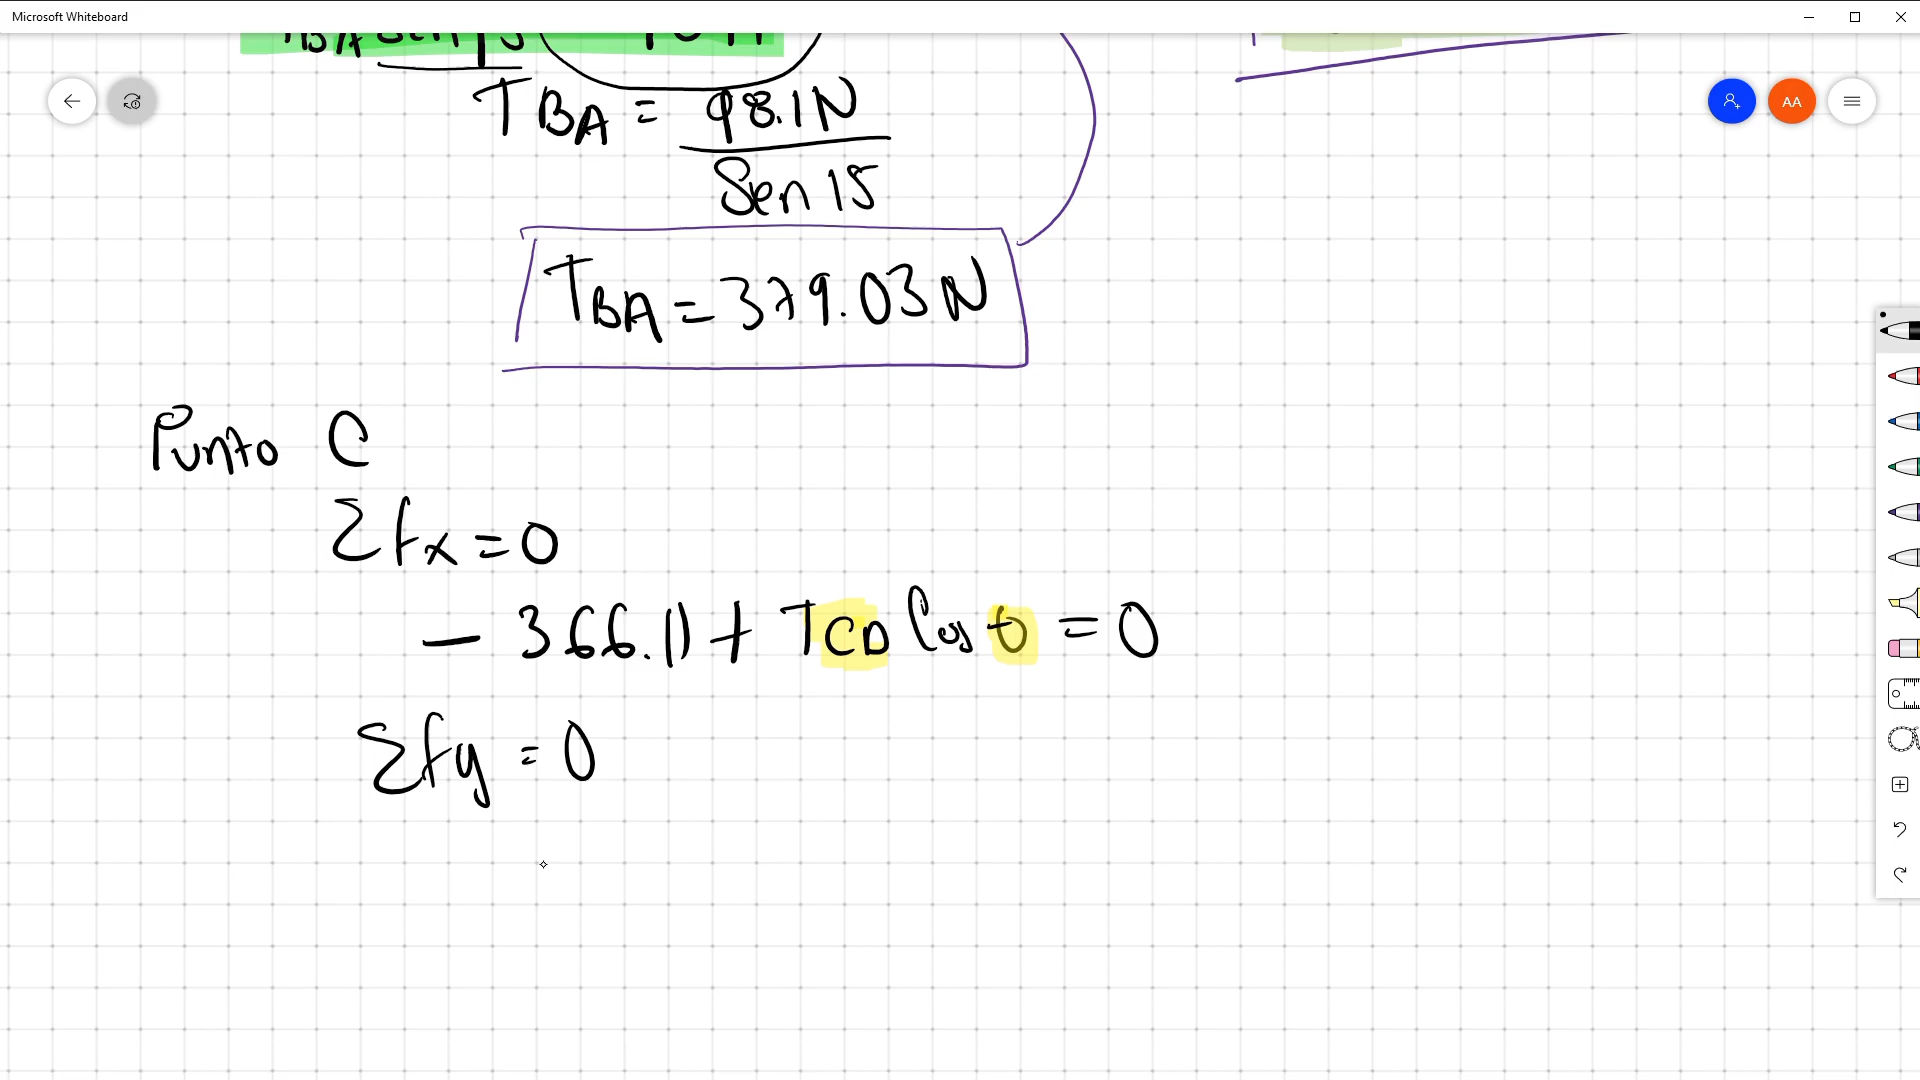 Microsoft Whiteboard
AA
TBA = 98.1N
Sen 15
TBA = 379.03 N
Punto C
Σfx = 0
- 366.11 + TCD Cos θ = 0
Σfy = 0